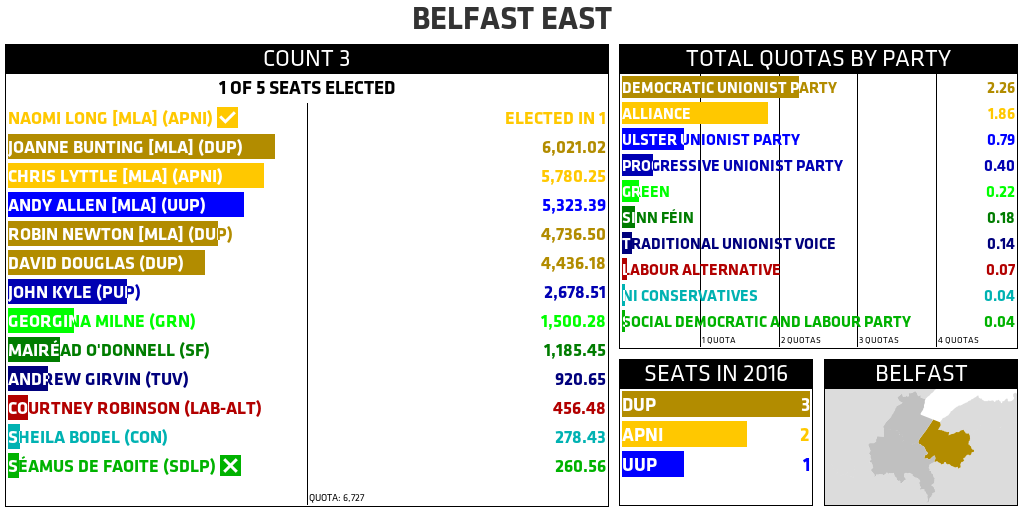 BELFAST EAST
COUNT 3
1 OF 5 SEATS ELECTED
NAOMI LONG [MLA] (APNI) ELECTED IN 1
JOANNE BUNTING [MLA] (DUP) 6,021.02
CHRIS LYTTLE [MLA] (APNI) 5,780.25
ANDY ALLEN [MLA] (UUP) 5,323.39
ROBIN NEWTON [MLA] (DUP) 4,736.50
DAVID DOUGLAS (DUP) 4,436.18
JOHN KYLE (PUP) 2,678.51
GEORGINA MILNE (GRN) 1,500.28
MAIRÉAD O'DONNELL (SF) 1,185.45
ANDREW GIRVIN (TUV) 920.65
COURTNEY ROBINSON (LAB-ALT) 456.48
SHEILA BODEL (CON) 278.43
SÉAMUS DE FAOITE (SDLP) 260.56
QUOTA: 6,727
TOTAL QUOTAS BY PARTY
DEMOCRATIC UNIONIST PARTY 2.26
ALLIANCE 1.86
ULSTER UNIONIST PARTY 0.79
PROGRESSIVE UNIONIST PARTY 0.40
GREEN 0.22
SINN FÉIN 0.18
TRADITIONAL UNIONIST VOICE 0.14
LABOUR ALTERNATIVE 0.07
NI CONSERVATIVES 0.04
SOCIAL DEMOCRATIC AND LABOUR PARTY 0.04
1 QUOTA 2 QUOTAS 3 QUOTAS 4 QUOTAS
SEATS IN 2016
DUP 3
APNI 2
UUP 1
BELFAST